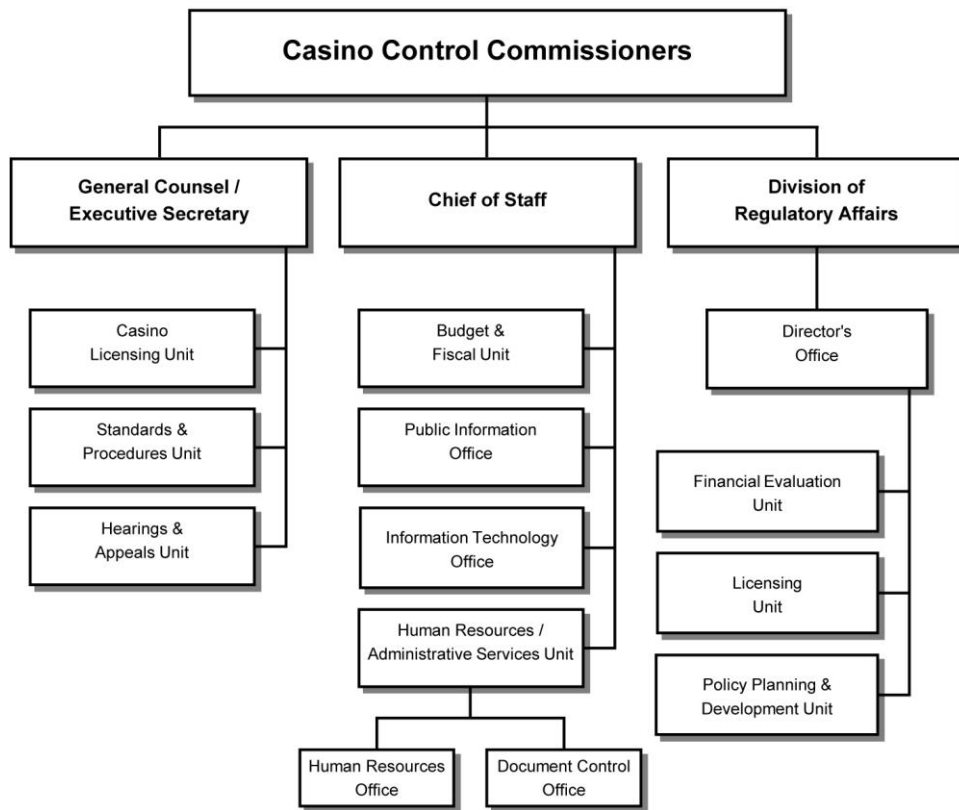 Casino Control Commissioners
General Counsel /
Executive Secretary
Chief of Staff
Division of
Regulatory Affairs
Casino
Licensing Unit
Standards &
Procedures Unit
Hearings &
Appeals Unit
Budget &
Fiscal Unit
Public Information
Office
Information Technology
Office
Human Resources /
Administrative Services Unit
Human Resources
Office
Document Control
Office
Director's
Office
Financial Evaluation
Unit
Licensing
Unit
Policy Planning &
Development Unit